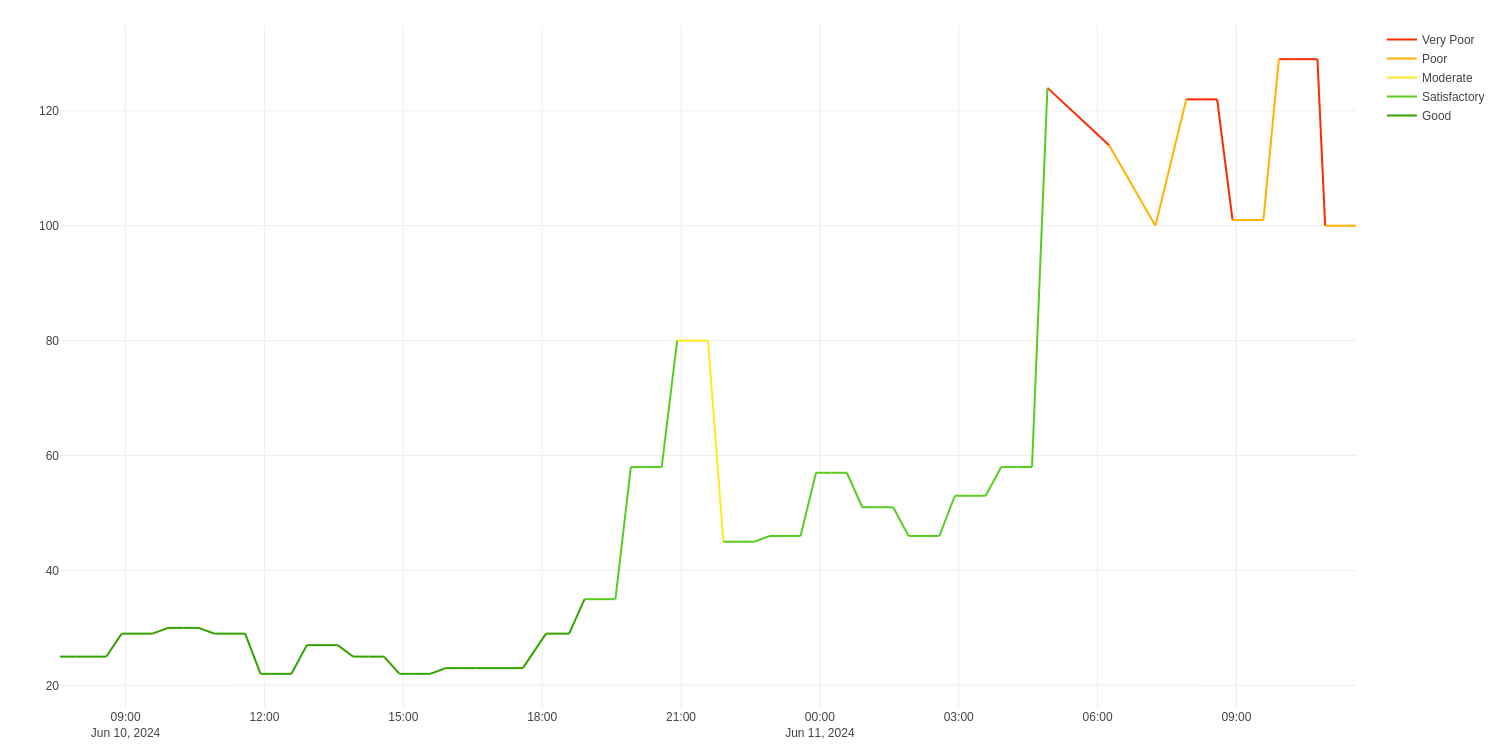 Very Poor
Poor
Moderate
Satisfactory
Good
120
100
80
60
40
20
09:00
12:00
15:00
18:00
21:00
00:00
03:00
06:00
09:00
Jun 10, 2024
Jun 11, 2024